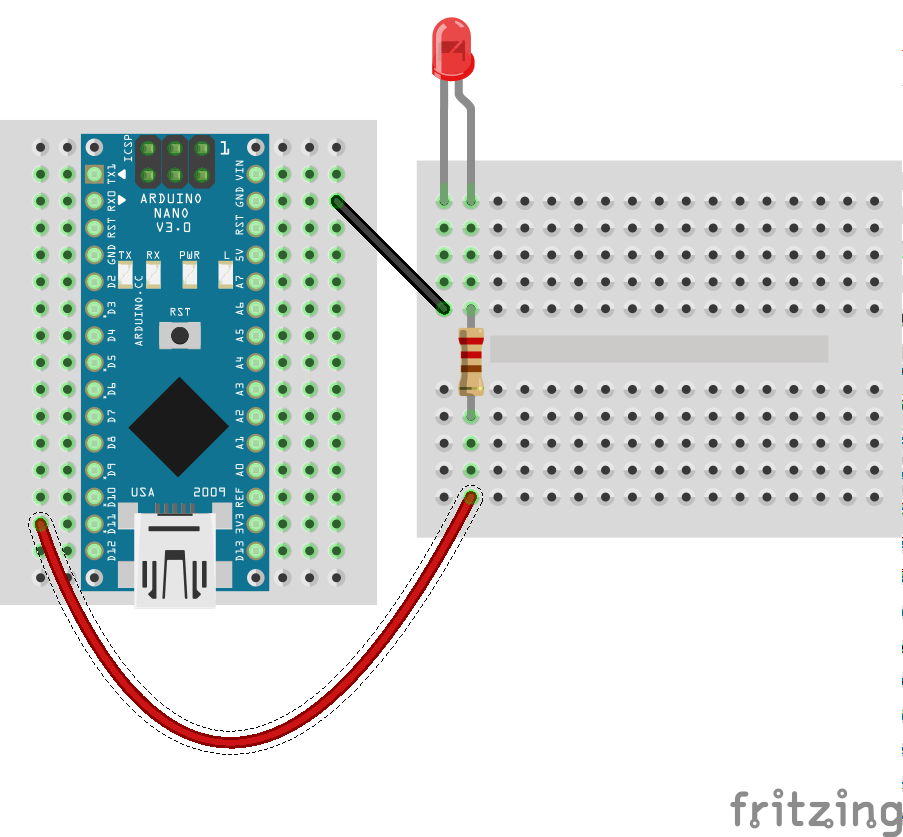 ICSP
1
TX1
RX0
RST
GND
D2
D3
D4
D5
D6
D7
D8
D9
D10
D11
D12
VIN
GND
RST
5V
A7
A6
A5
A4
A3
A2
A1
A0
REF
3V3
D13
ARDUINO
NANO
V3.0
TX RX PWR L
ARDUINO.CC
RST
USA 2009
fritzing